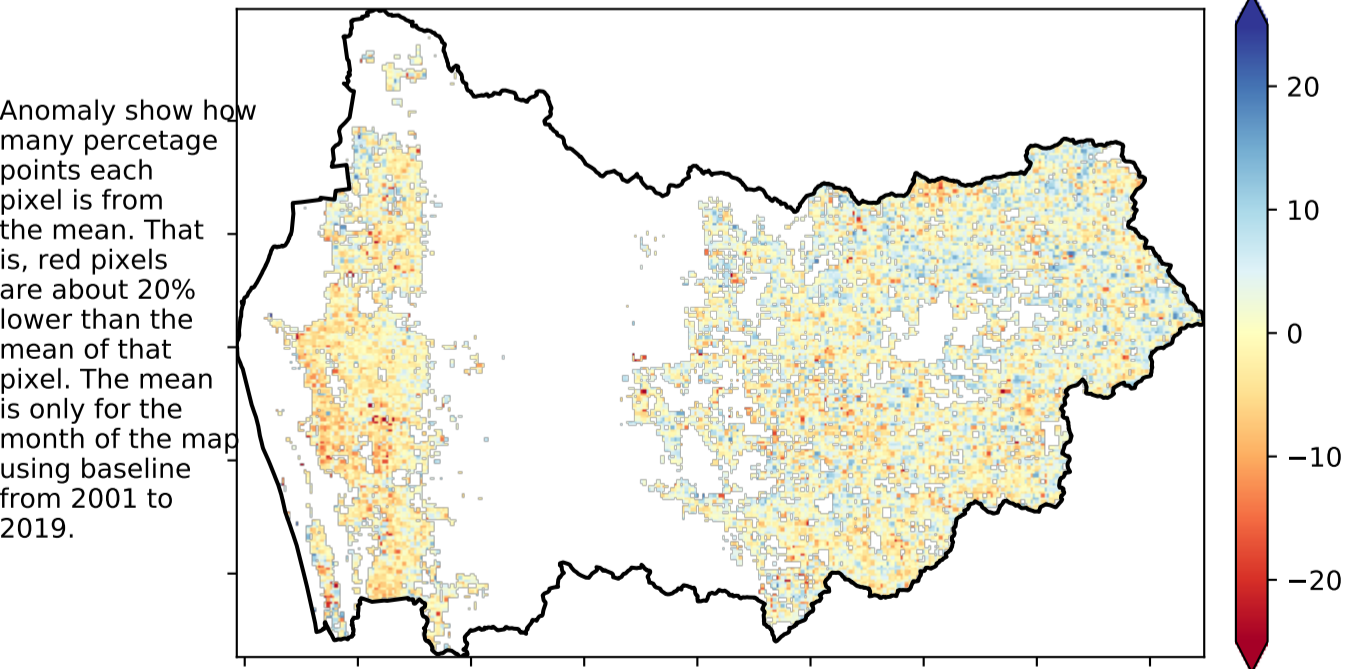 Anomaly show how
many percetage
points each
pixel is from
the mean. That
is, red pixels
are about 20%
lower than the
mean of that
pixel. The mean
is only for the
month of the map
using baseline
from 2001 to
2019.
20
10
0
−10
−20